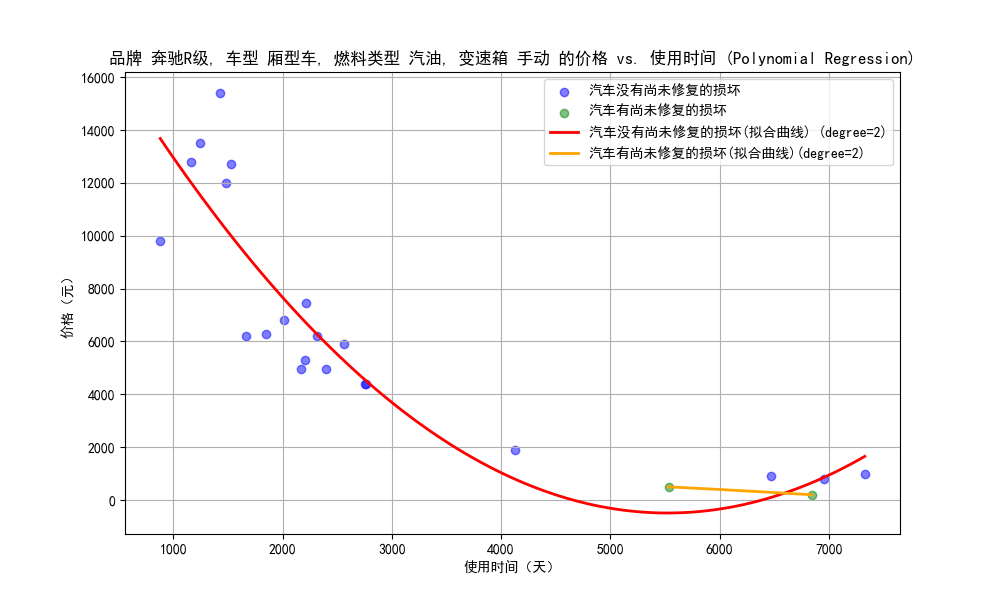 品牌 奔驰R级, 车型 厢型车, 燃料类型 汽油, 变速箱 手动 的价格 vs. 使用时间 (Polynomial Regression)
汽车没有尚未修复的损坏
汽车有尚未修复的损坏
汽车没有尚未修复的损坏(拟合曲线) (degree=2)
汽车有尚未修复的损坏(拟合曲线)(degree=2)
价格（元）
16000
14000
12000
10000
8000
6000
4000
2000
0
1000 2000 3000 4000 5000 6000 7000
使用时间（天）